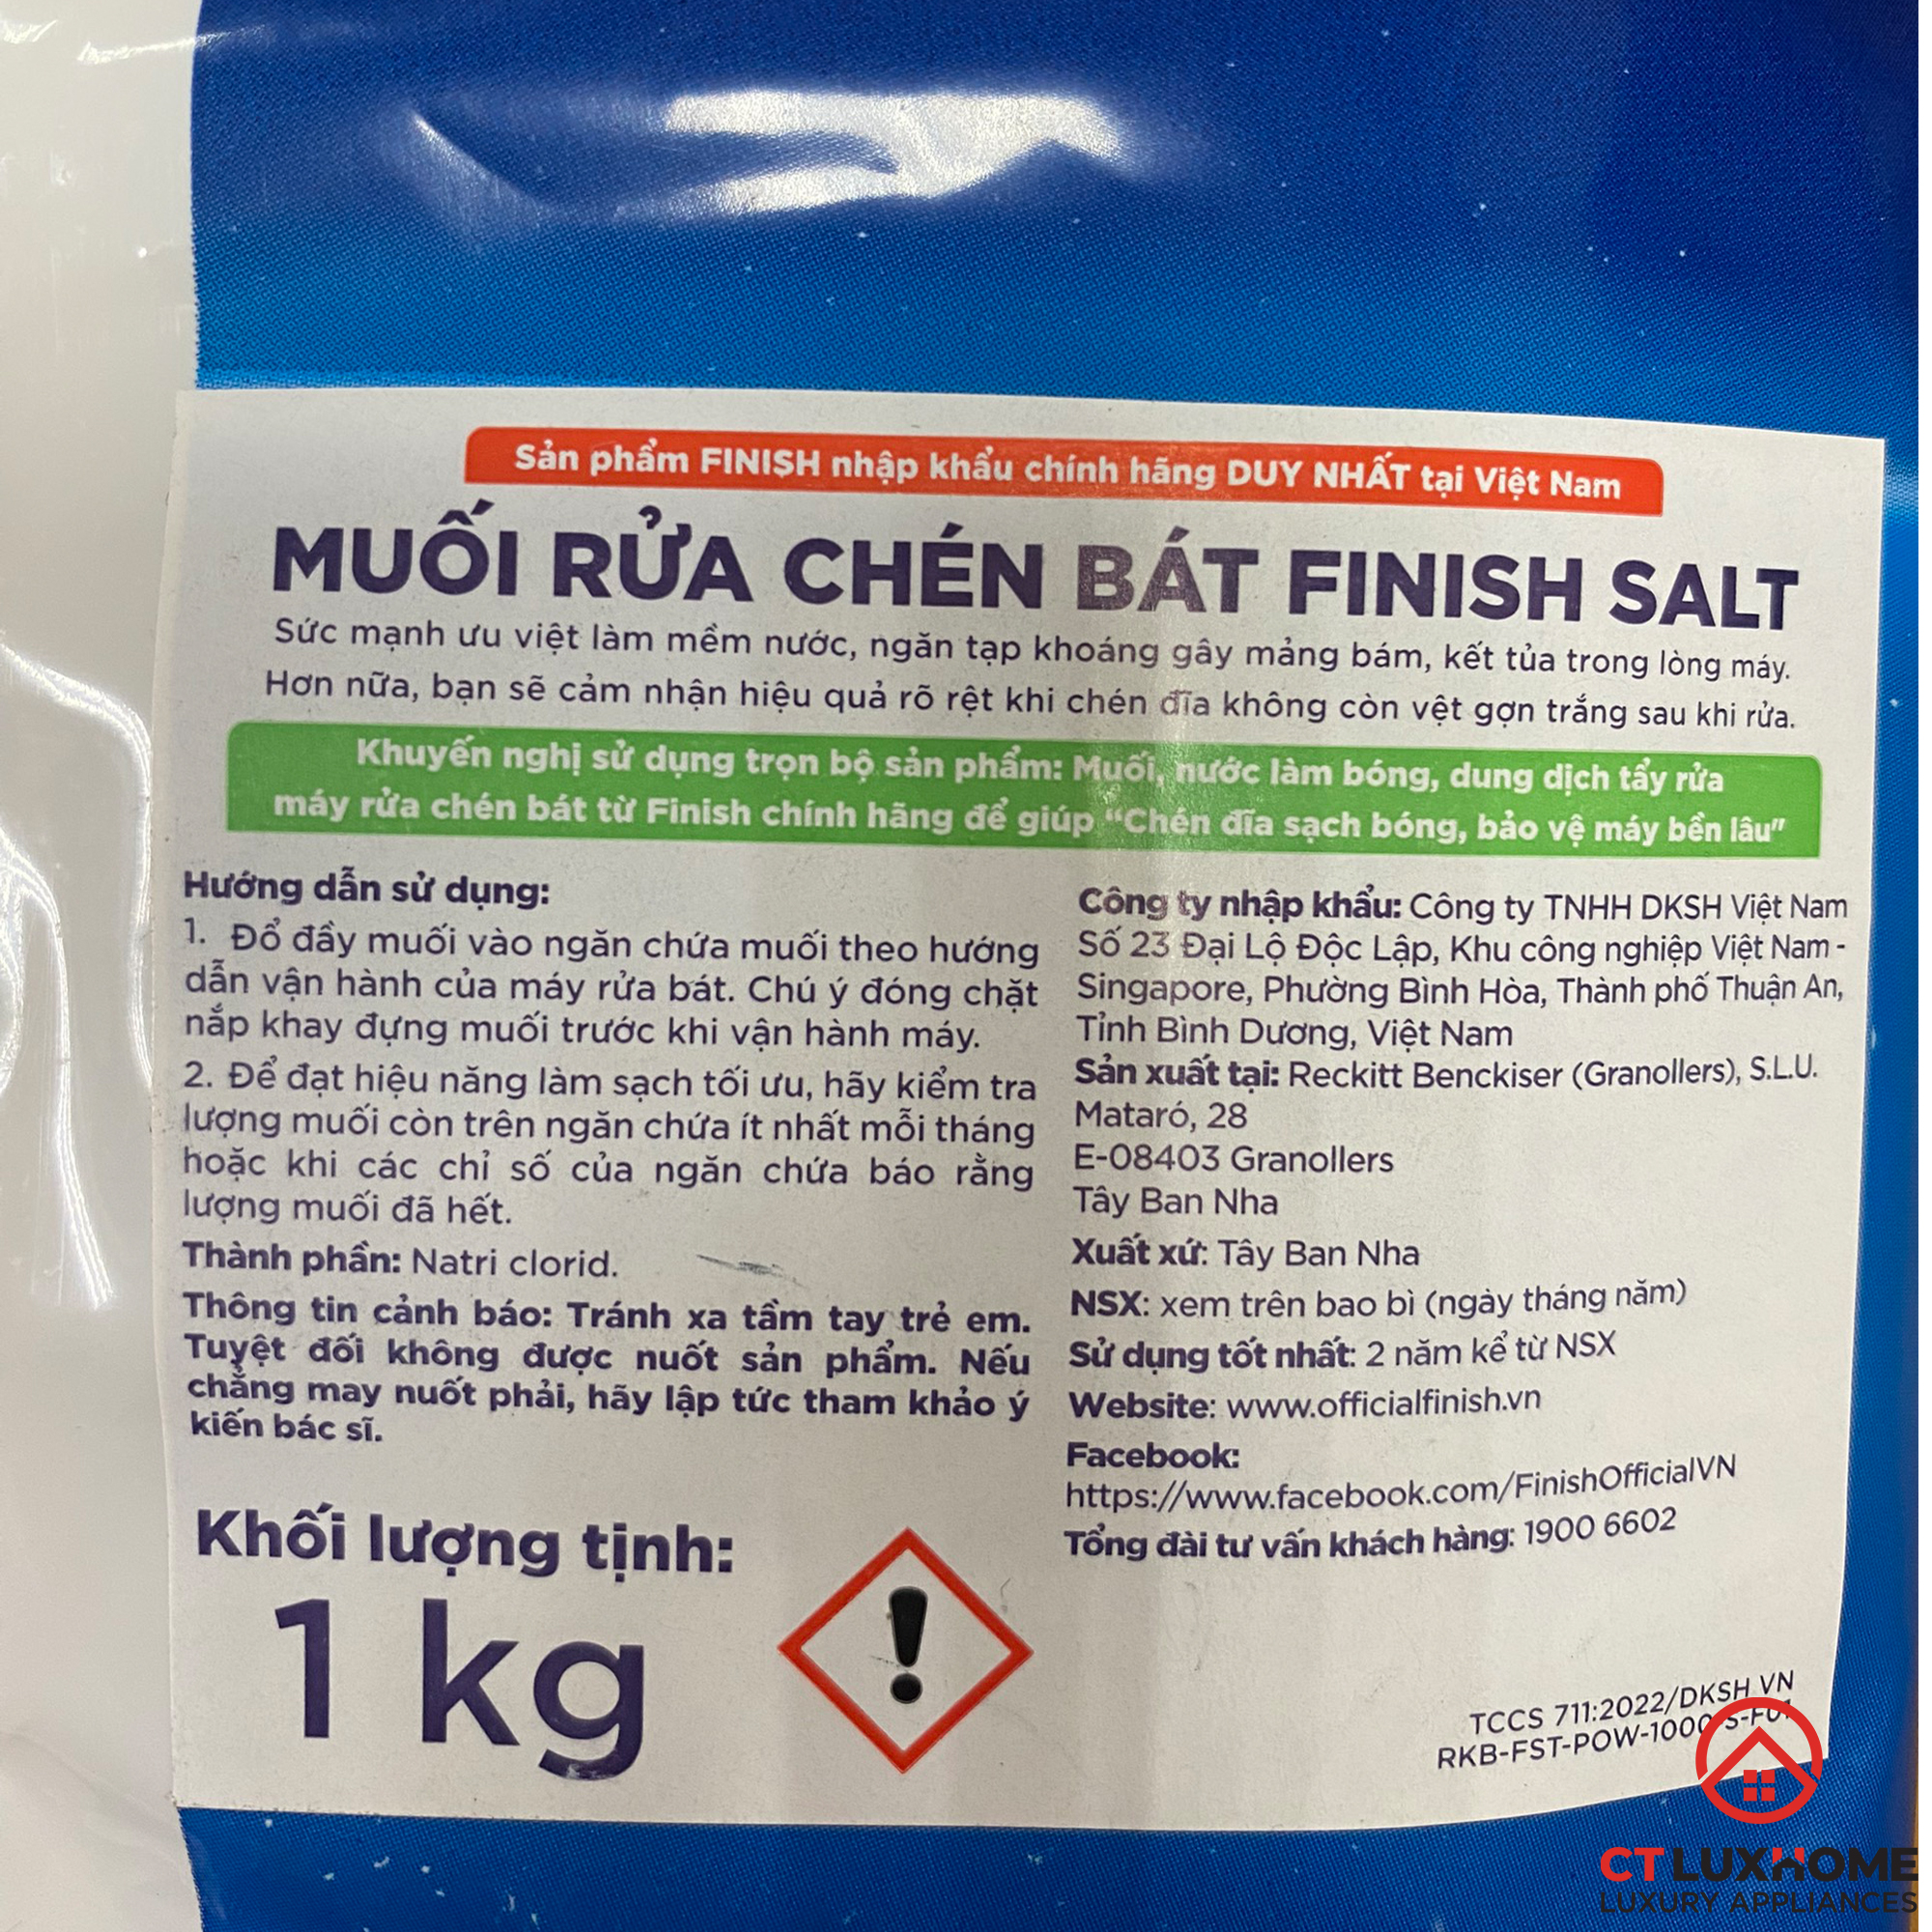 Sản phẩm FINISH nhập khẩu chính hãng DUY NHẤT tại Việt Nam
MUỐI RỬA CHÉN BÁT FINISH SALT
Sức mạnh ưu việt làm mềm nước, ngăn tạp khoáng gây mảng bám, kết tủa trong lòng máy.
Hơn nữa, bạn sẽ cảm nhận hiệu quả rõ rệt khi chén đĩa không còn vệt gợn trắng sau khi rửa.
Khuyến nghị sử dụng trọn bộ sản phẩm: Muối, nước làm bóng, dung dịch tẩy rửa
máy rửa chén bát từ Finish chính hãng để giúp "Chén đĩa sạch bóng, bảo vệ máy bền lâu"
Hướng dẫn sử dụng:
1. Đổ đầy muối vào ngăn chứa muối theo hướng
dẫn vận hành của máy rửa bát. Chú ý đóng chặt
nắp khay đựng muối trước khi vận hành máy.
2. Để đạt hiệu năng làm sạch tối ưu, hãy kiểm tra
lượng muối còn trên ngăn chứa ít nhất mỗi tháng
hoặc khi các chỉ số của ngăn chứa báo rằng
lượng muối đã hết.
Thành phần: Natri clorid.
Thông tin cảnh báo: Tránh xa tầm tay trẻ em.
Tuyệt đối không được nuốt sản phẩm. Nếu
chẳng may nuốt phải, hãy lập tức tham khảo ý
kiến bác sĩ.
Khối lượng tịnh:
1 kg
Công ty nhập khẩu: Công ty TNHH DKSH Việt Nam
Số 23 Đại Lộ Độc Lập, Khu công nghiệp Việt Nam -
Singapore, Phường Bình Hòa, Thành phố Thuận An,
Tỉnh Bình Dương, Việt Nam
Sản xuất tại: Reckitt Benckiser (Granollers), S.L.U.
Mataró, 28
E-08403 Granollers
Tây Ban Nha
Xuất xứ: Tây Ban Nha
NSX: xem trên bao bì (ngày tháng năm)
Sử dụng tốt nhất: 2 năm kể từ NSX
Website: www.officialfinish.vn
Facebook:
https://www.facebook.com/FinishOfficialVN
Tổng đài tư vấn khách hàng: 1900 6602
TCCS 711:2022/DKSH VN
CT LUXHOME
LUXURY APPLIANCES